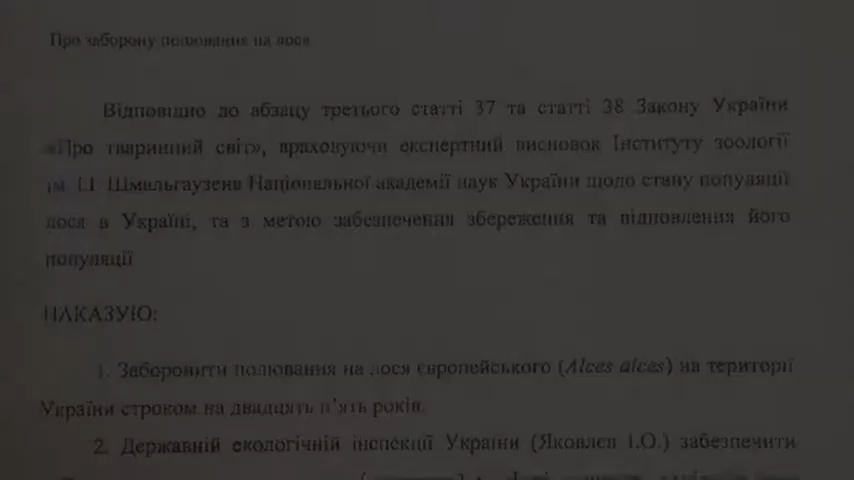 Про заборону полювання на лося
Відповідно до абзацу третього статті 37 та статті 38 Закону України
«Про тваринний світ», враховуючи експертний висновок Інституту зоології
ім. І.І. Шмальгаузена Національної академії наук України щодо стану популяції
лося в Україні, та з метою забезпечення збереження та відновлення його
популяції
НАКАЗУЮ:
1. Заборонити полювання на лося європейського (Alces alces) на території
України строком на двадцять п'ять років.
2. Державній екологічній інспекції України (Яковлєв І.О.) забезпечити